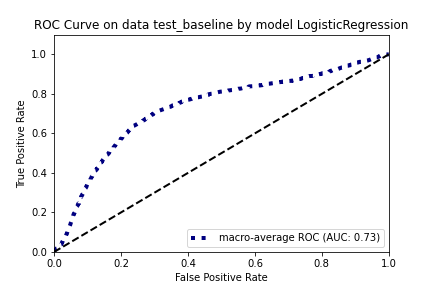 ROC Curve on data test_baseline by model LogisticRegression
True Positive Rate
1.0
0.8
0.6
0.4
0.2
0.0
macro-average ROC (AUC: 0.73)
0.0 0.2 0.4 0.6 0.8 1.0
False Positive Rate